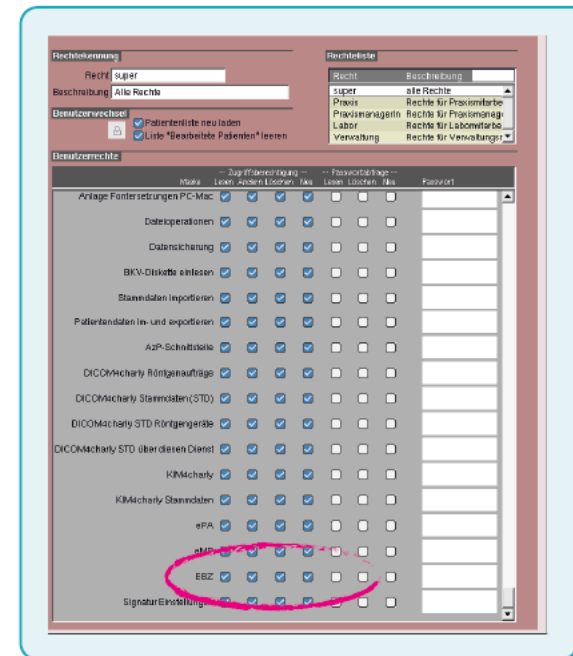 Rechtekennung
Recht super
Beschreibung Alle Rechte
Benutzerwechsel
Patientenliste neu laden
Liste "Bearbeitete Patienten" leeren
Rechteliste
Recht Beschreibung
super alle Rechte
Praxis Rechte für Praxismitarbe
Praxismanagerin Rechte für Praxismanage
Labor Rechte für Labormitarbe
Verwaltung Rechte für Verwaltungsr
Benutzerrechte
-- Zugriffsberechtigung -- -- Passwortabfrage --
Maske Lesen Ändern Löschen Neu Lesen Löschen Neu Passwort
Anlage Fontersetzungen PC-Mac
Dateioperationen
Datensicherung
BKV-Diskette einlesen
Stammdaten importieren
Patientendaten in- und exportieren
AzP-Schnittstelle
DICOM4charly Röntgenaufträge
DICOM4charly Stammdaten (STD)
DICOM4charly STD Röntgengeräte
DICOM4charly STD über diesen Dienst
KIM4charly
KIM4charly Stammdaten
ePA
eMP
EBZ
Signatur Einstellungen